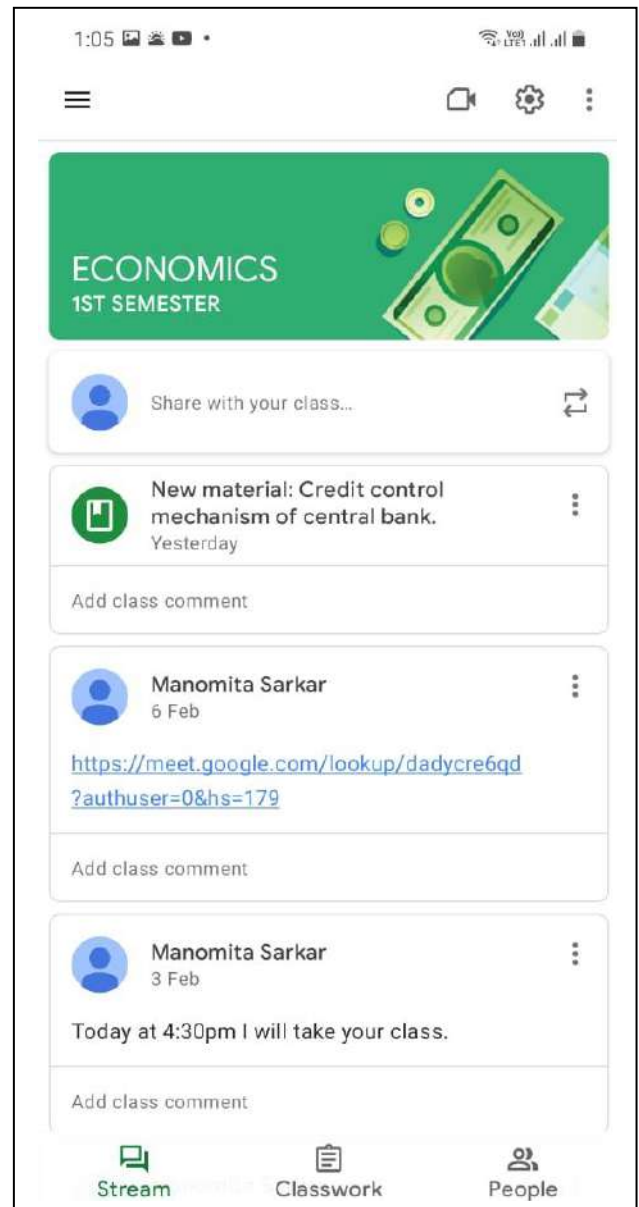 1:05
Vo)) LTE1
ECONOMICS
1ST SEMESTER
Share with your class...
New material: Credit control
mechanism of central bank.
Yesterday
Add class comment
Manomita Sarkar
6 Feb
https://meet.google.com/lookup/dadycre6qd
?authuser=0&hs=179
Add class comment
Manomita Sarkar
3 Feb
Today at 4:30pm I will take your class.
Add class comment
Stream Classwork People